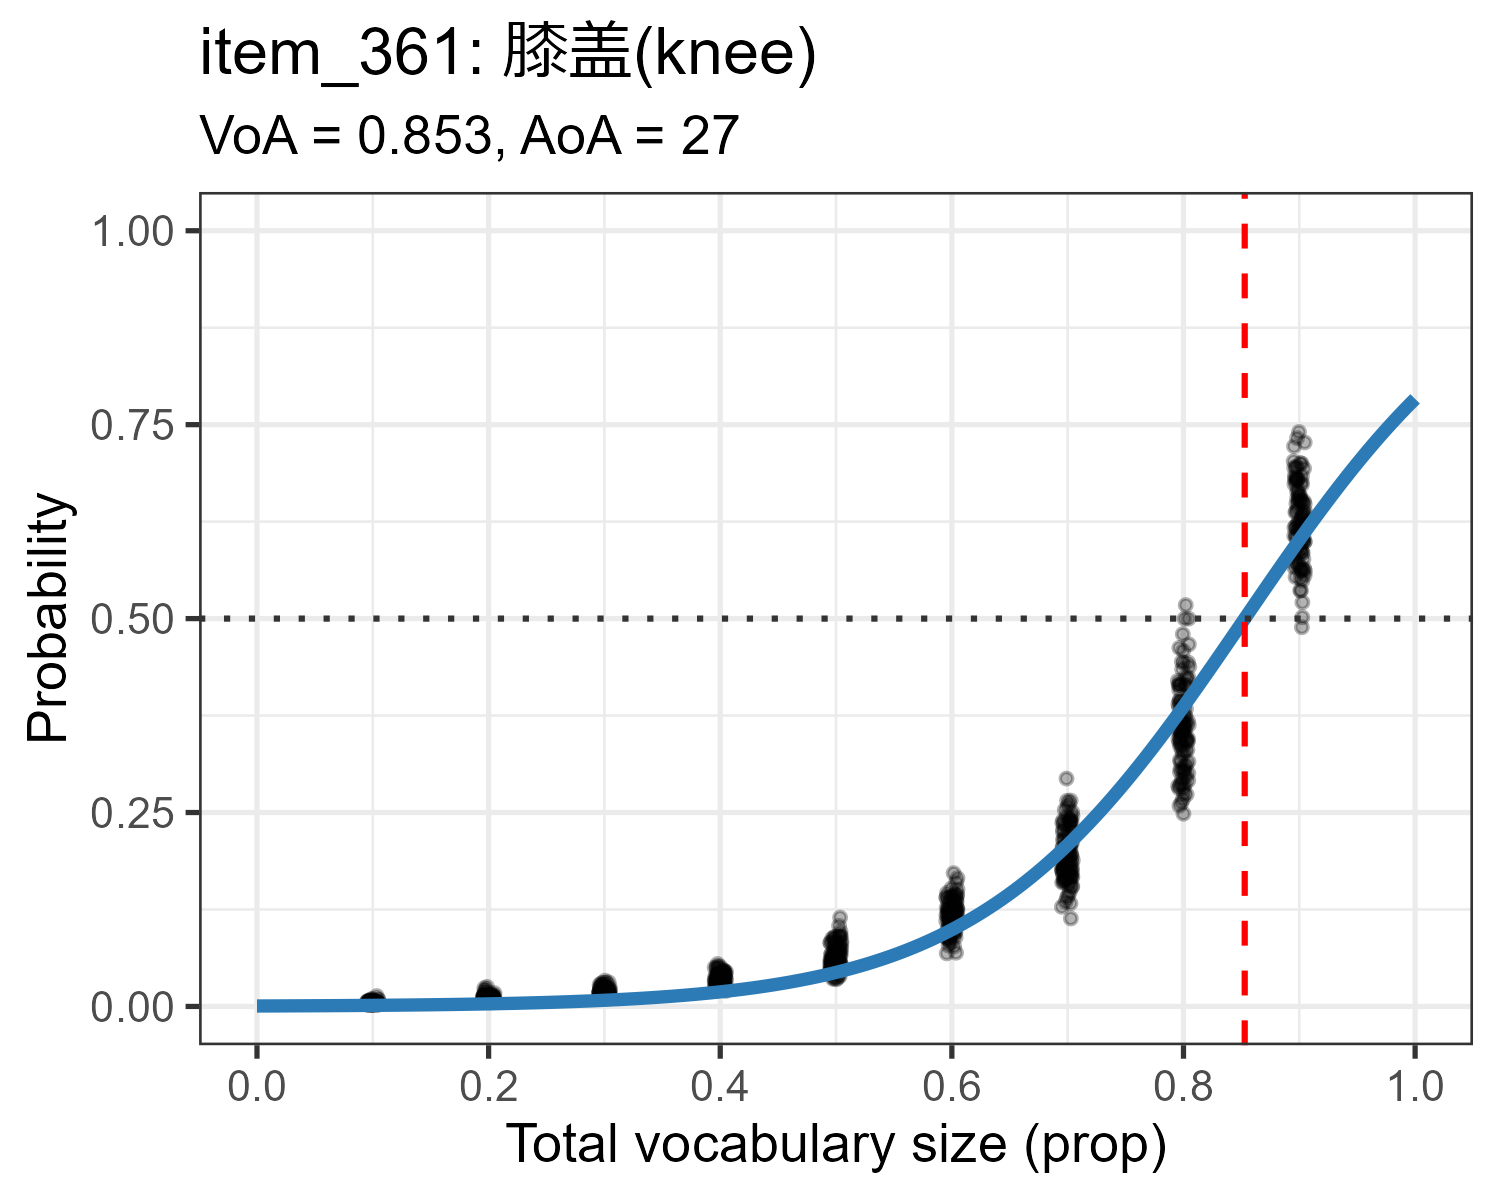 item_361: 膝盖(knee)
VoA = 0.853, AoA = 27
Probability
1.00
0.75
0.50
0.25
0.00
0.0 0.2 0.4 0.6 0.8 1.0
Total vocabulary size (prop)